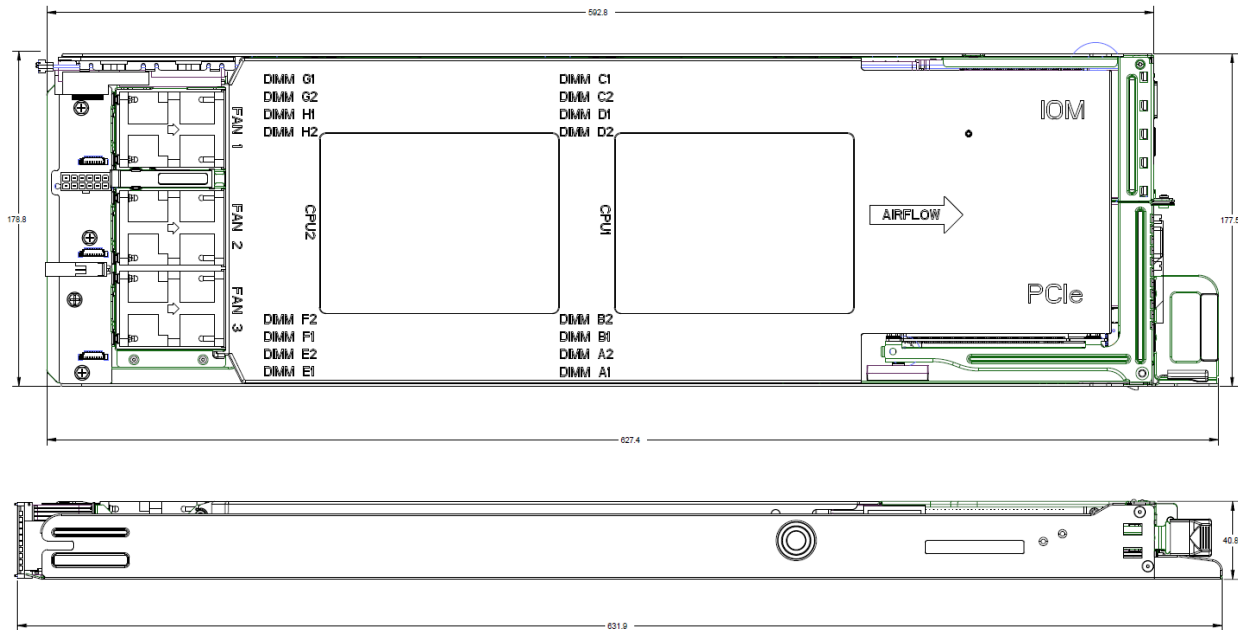 592.8
178.8
177.5
DIMM G1
DIMM G2
DIMM H1
DIMM H2
DIMM C1
DIMM C2
DIMM D1
DIMM D2
IOM
FAN 1
FAN 2
FAN 3
CPU2
CPU1
AIRFLOW
PCIe
DIMM F2
DIMM F1
DIMM E2
DIMM E1
DIMM B2
DIMM B1
DIMM A2
DIMM A1
627.4
40.8
631.9